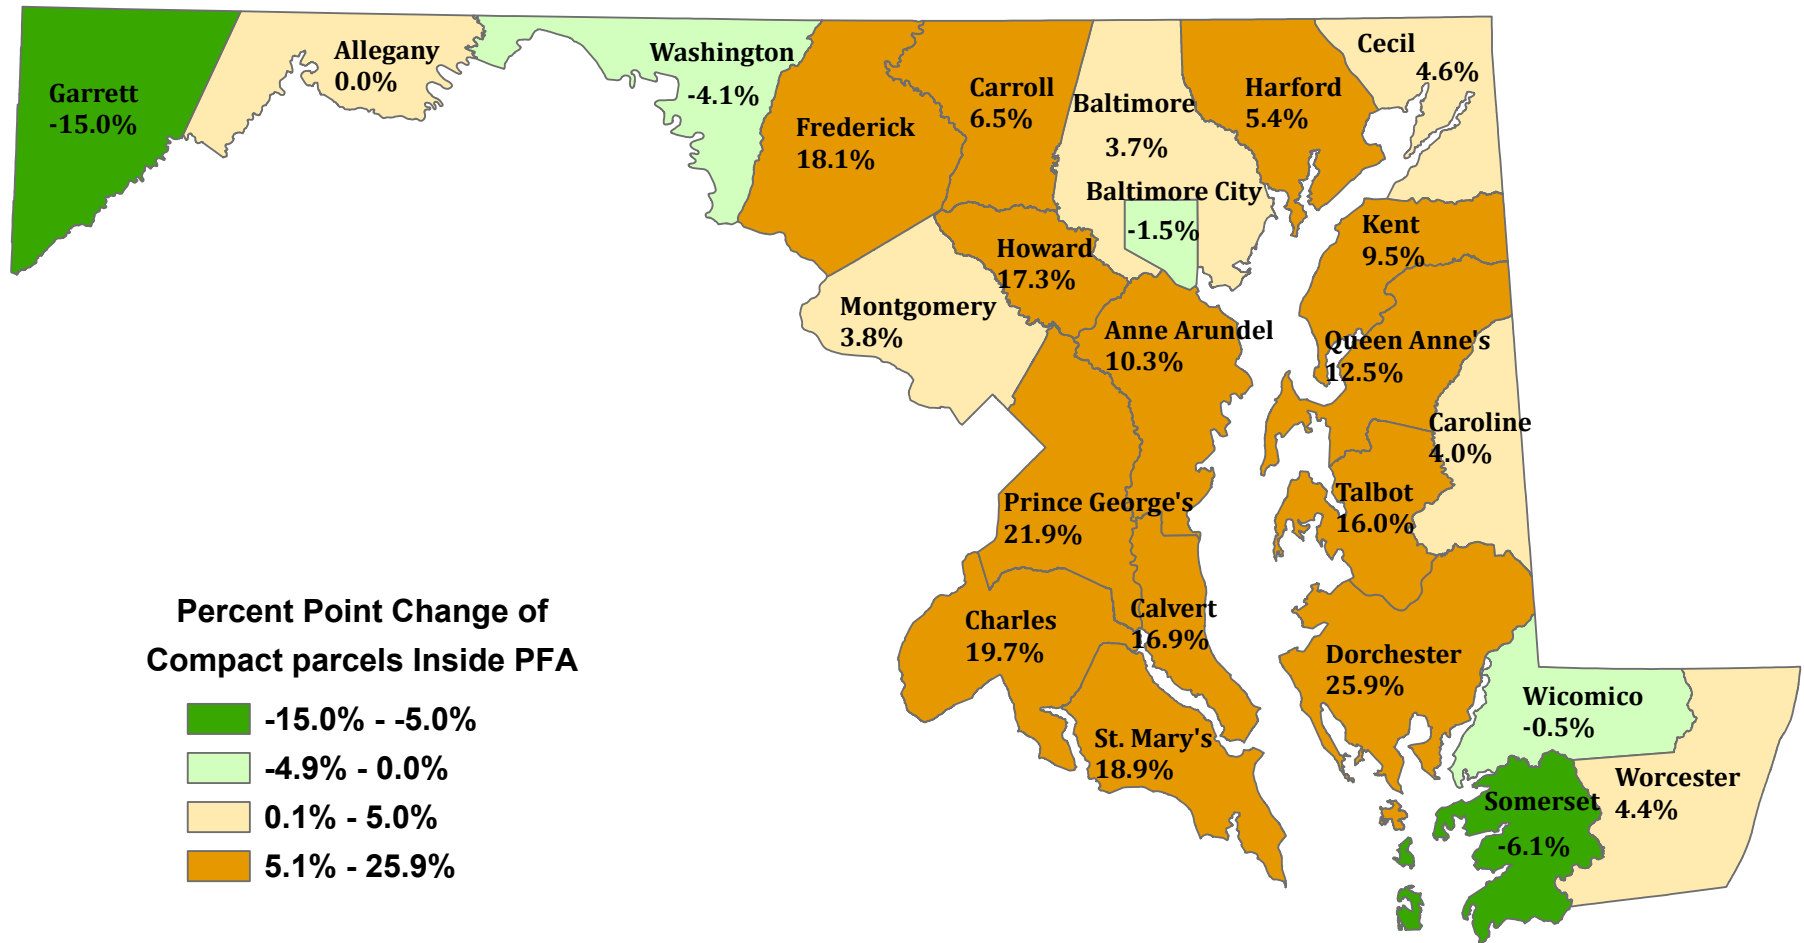 Garrett
-15.0%
Allegany
0.0%
Washington
-4.1%
Frederick
18.1%
Carroll
6.5%
Baltimore
3.7%
Baltimore City
-1.5%
Harford
5.4%
Cecil
4.6%
Kent
9.5%
Howard
17.3%
Montgomery
3.8%
Anne Arundel
10.3%
Queen Anne's
12.5%
Caroline
4.0%
Talbot
16.0%
Prince George's
21.9%
Charles
19.7%
Calvert
16.9%
St. Mary's
18.9%
Dorchester
25.9%
Wicomico
-0.5%
Somerset
-6.1%
Worcester
4.4%
Percent Point Change of
Compact parcels Inside PFA
-15.0% - -5.0%
-4.9% - 0.0%
0.1% - 5.0%
5.1% - 25.9%